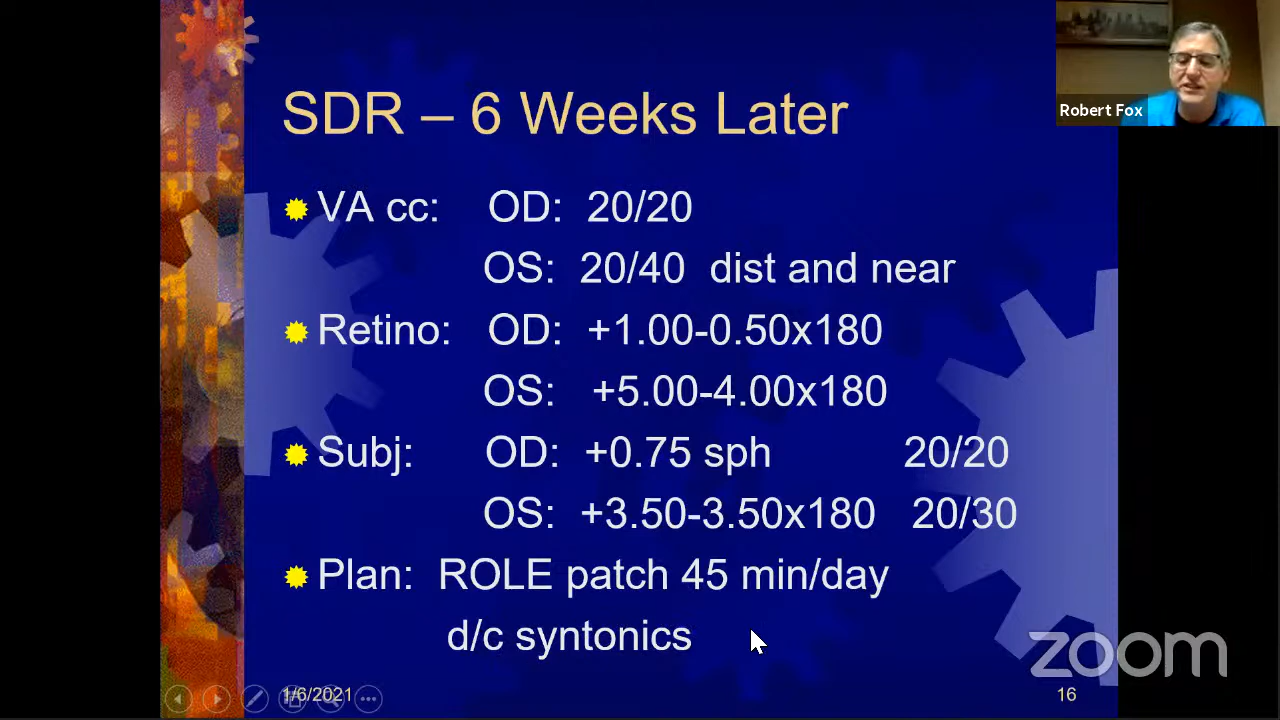 SDR – 6 Weeks Later
Robert Fox
VA cc: OD: 20/20
OS: 20/40 dist and near
Retino: OD: +1.00-0.50x180
OS: +5.00-4.00x180
Subj: OD: +0.75 sph 20/20
OS: +3.50-3.50x180 20/30
Plan: ROLE patch 45 min/day
d/c syntonics
zoom
1/6/2021
16